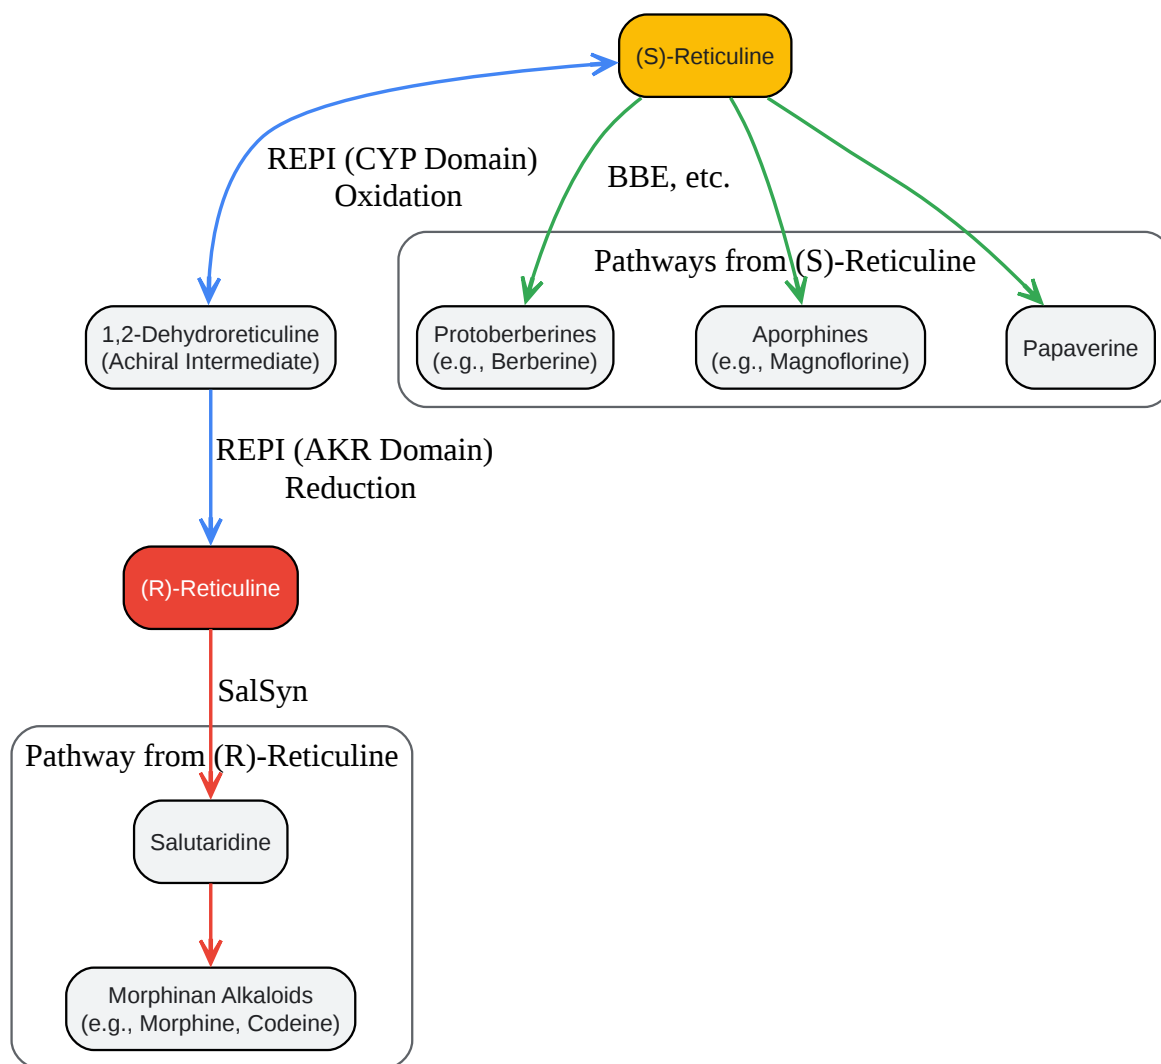 (S)-Reticuline
REPI (CYP Domain)
Oxidation
BBE, etc.
Pathways from (S)-Reticuline
1,2-Dehydroreticuline
(Achiral Intermediate)
Protoberberines
(e.g., Berberine)
Aporphines
(e.g., Magnoflorine)
Papaverine
REPI (AKR Domain)
Reduction
(R)-Reticuline
SalSyn
Pathway from (R)-Reticuline
Salutaridine
Morphinan Alkaloids
(e.g., Morphine, Codeine)